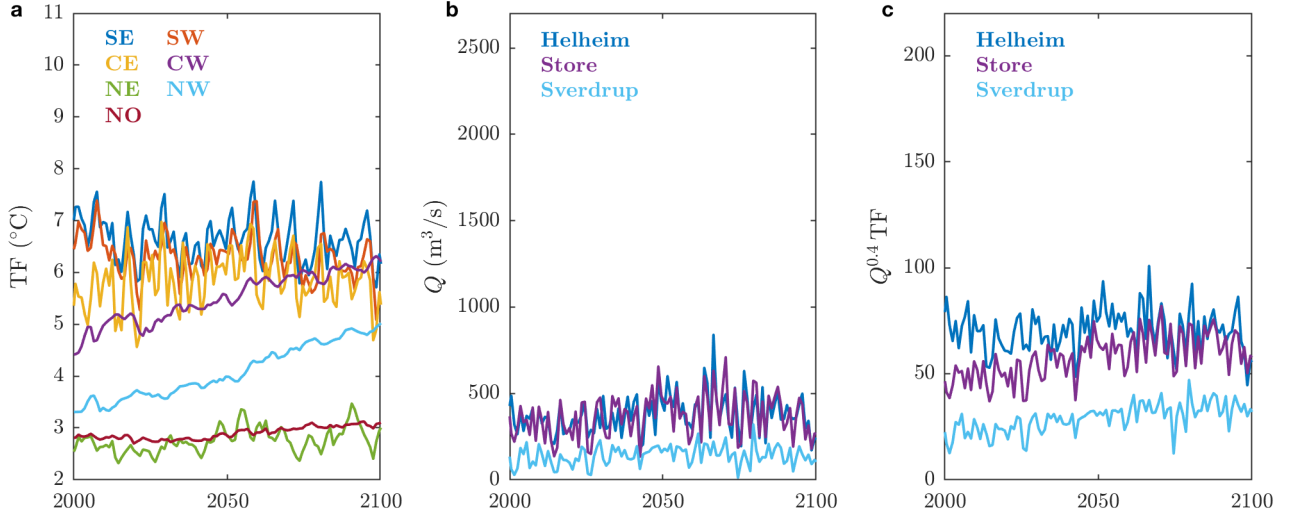 a
11
10
9
8
7
6
5
4
3
2
TF (°C)
SE SW
CE CW
NE NW
NO
2000 2050 2100
b
2500
2000
1500
1000
500
0
Q (m³/s)
Helheim
Store
Sverdrup
2000 2050 2100
c
200
150
100
50
0
Q⁰·⁴ TF
Helheim
Store
Sverdrup
2000 2050 2100